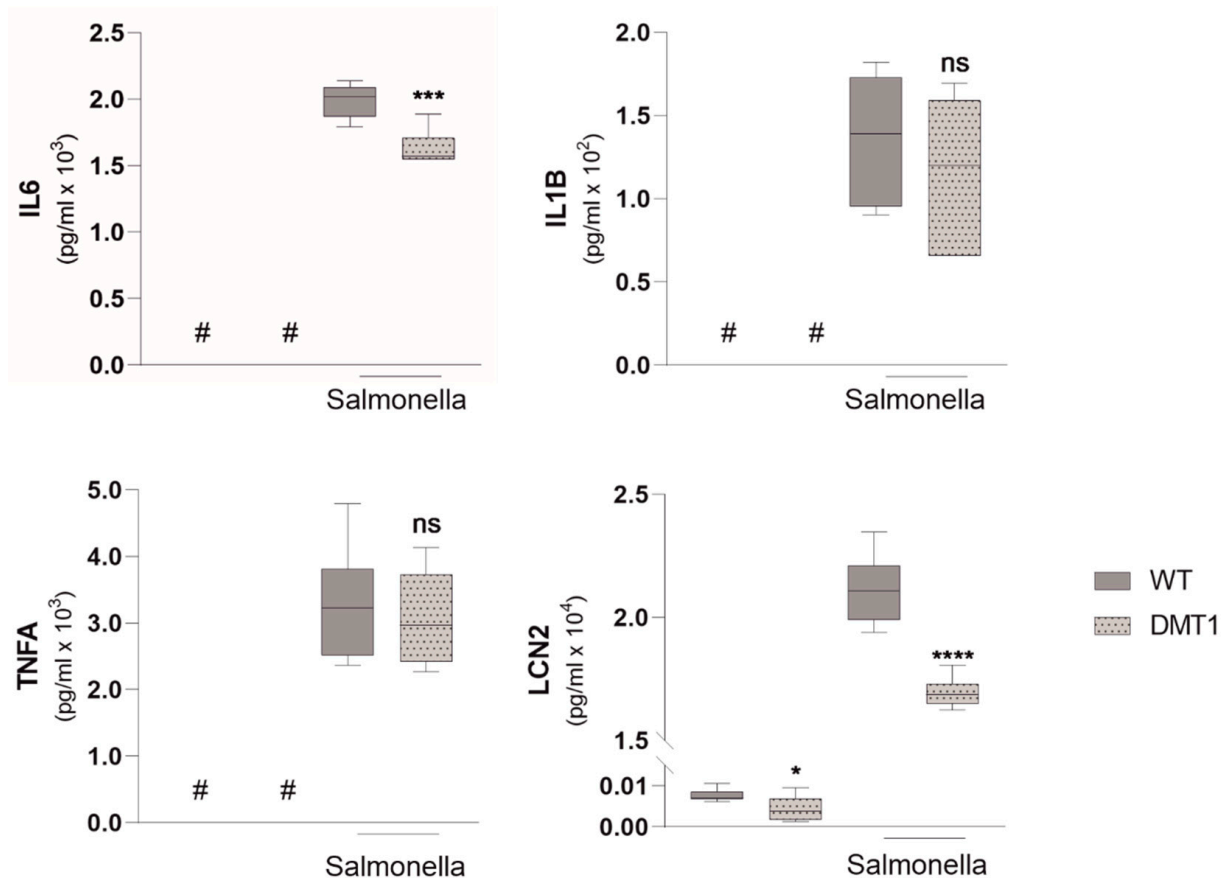 2.5
2.0
1.5
1.0
0.5
0.0
IL6
(pg/ml x 10³)
***
# #
Salmonella
2.0
1.5
1.0
0.5
0.0
IL1B
(pg/ml x 10²)
ns
# #
Salmonella
5.0
4.0
3.0
2.0
1.0
0.0
TNFA
(pg/ml x 10³)
ns
# #
Salmonella
2.5
2.0
1.5
0.01
0.00
LCN2
(pg/ml x 10⁴)
****
*
Salmonella
WT
DMT1